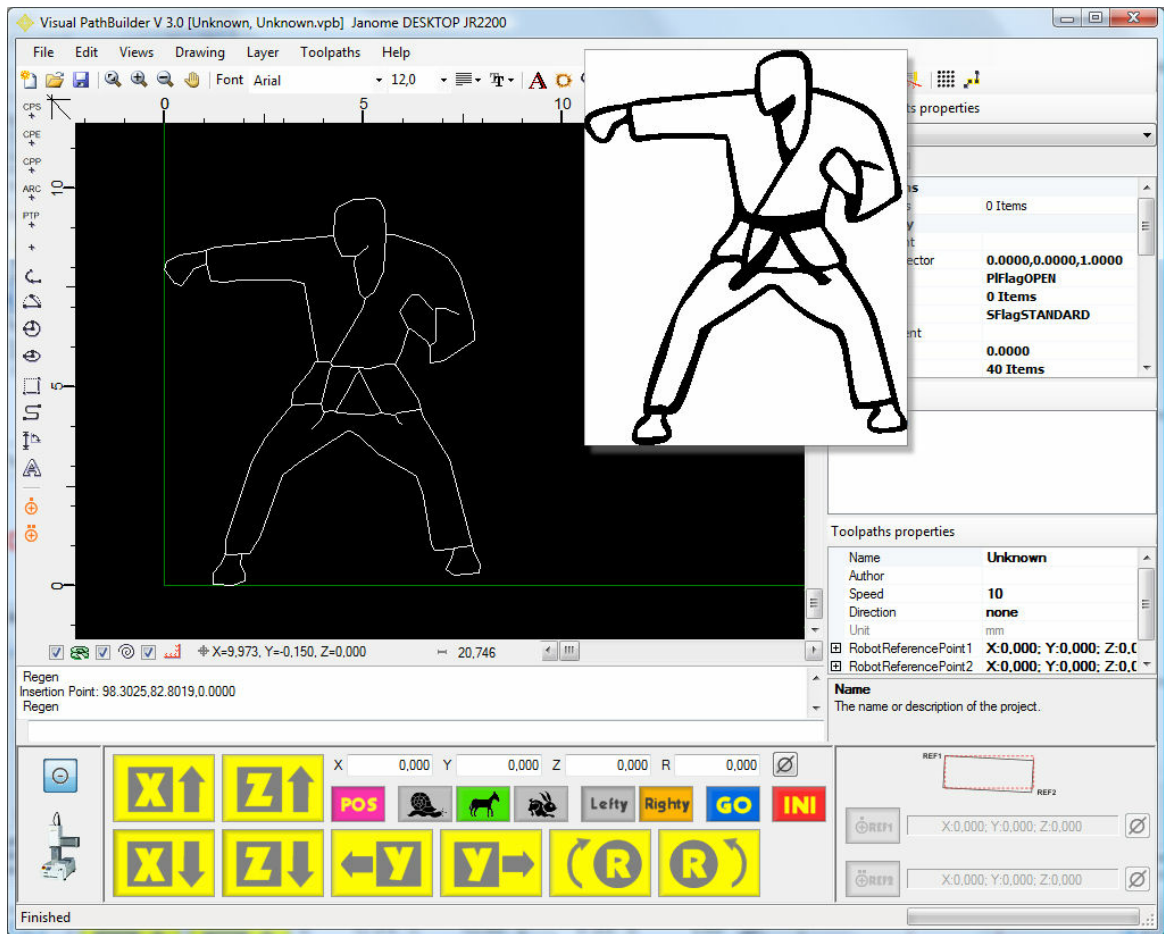 Visual PathBuilder V 3.0 [Unknown, Unknown.vpb] Janome DESKTOP JR2200
File Edit Views Drawing Layer Toolpaths Help
Font Arial 12,0
CPS
CPE
CPP
ARC
PTP
0 5 10
10
5
0
properties
0 Items
0.0000,0.0000,1.0000
PlFlagOPEN
0 Items
SFlagSTANDARD
0.0000
40 Items
Toolpaths properties
Name Unknown
Author
Speed 10
Direction none
Unit mm
RobotReferencePoint1 X:0,000; Y:0,000; Z:0,0
RobotReferencePoint2 X:0,000; Y:0,000; Z:0,0
Name
The name or description of the project.
X=9,973, Y=-0,150, Z=0,000 20,746
Regen
Insertion Point: 98.3025,82.8019,0.0000
Regen
X 0,000 Y 0,000 Z 0,000 R 0,000
X Z
POS Lefty Righty GO INI
X Z Y Y R R
REF1
REF2
REF1 X:0,000; Y:0,000; Z:0,000
REF2 X:0,000; Y:0,000; Z:0,000
Finished